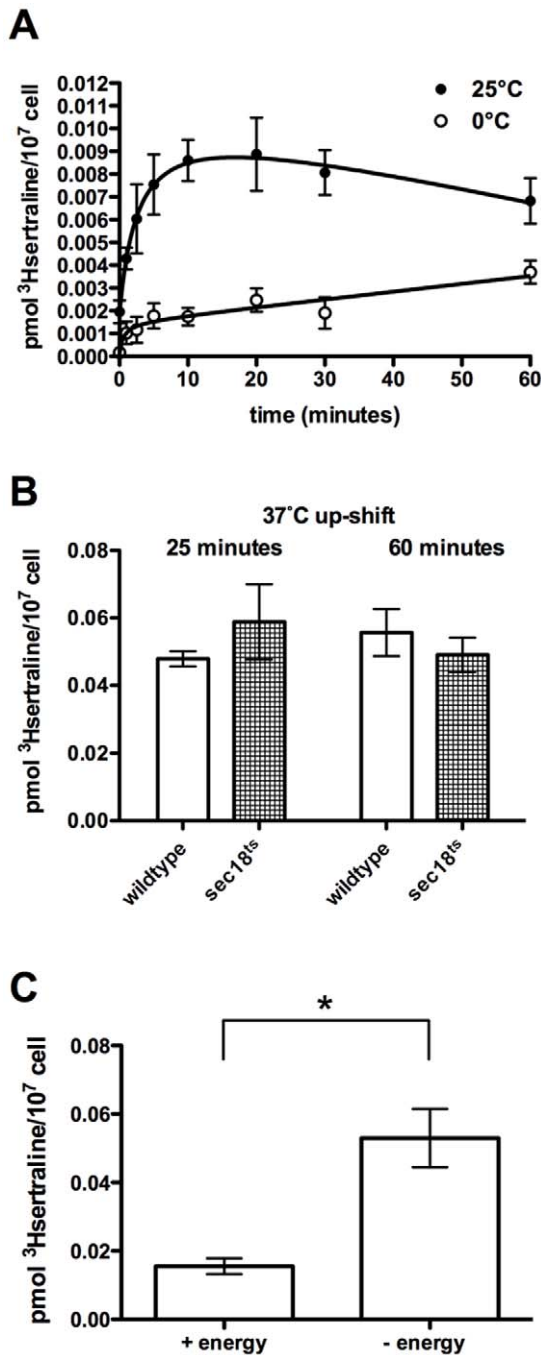 A
pmol ³Hsertraline/10⁷ cell
0.012
0.011
0.010
0.009
0.008
0.007
0.006
0.005
0.004
0.003
0.002
0.001
0.000
25°C
0°C
0 10 20 30 40 50 60
time (minutes)
B
37°C up-shift
25 minutes 60 minutes
pmol ³Hsertraline/10⁷ cell
0.08
0.06
0.04
0.02
0.00
wildtype sec18ᵗˢ wildtype sec18ᵗˢ
C
*
pmol ³Hsertraline/10⁷ cell
0.08
0.06
0.04
0.02
0.00
+ energy - energy